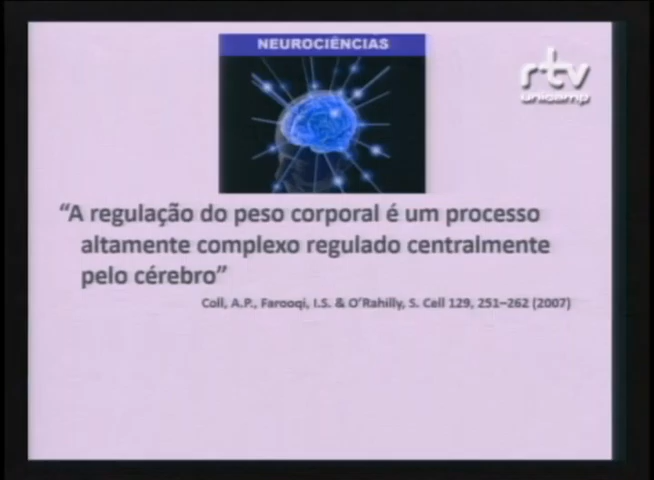 NEUROCIÊNCIAS
rtv
unicamp
“A regulação do peso corporal é um processo
altamente complexo regulado centralmente
pelo cérebro”
Coll, A.P., Farooqi, I.S. & O’Rahilly, S. Cell 129, 251–262 (2007)